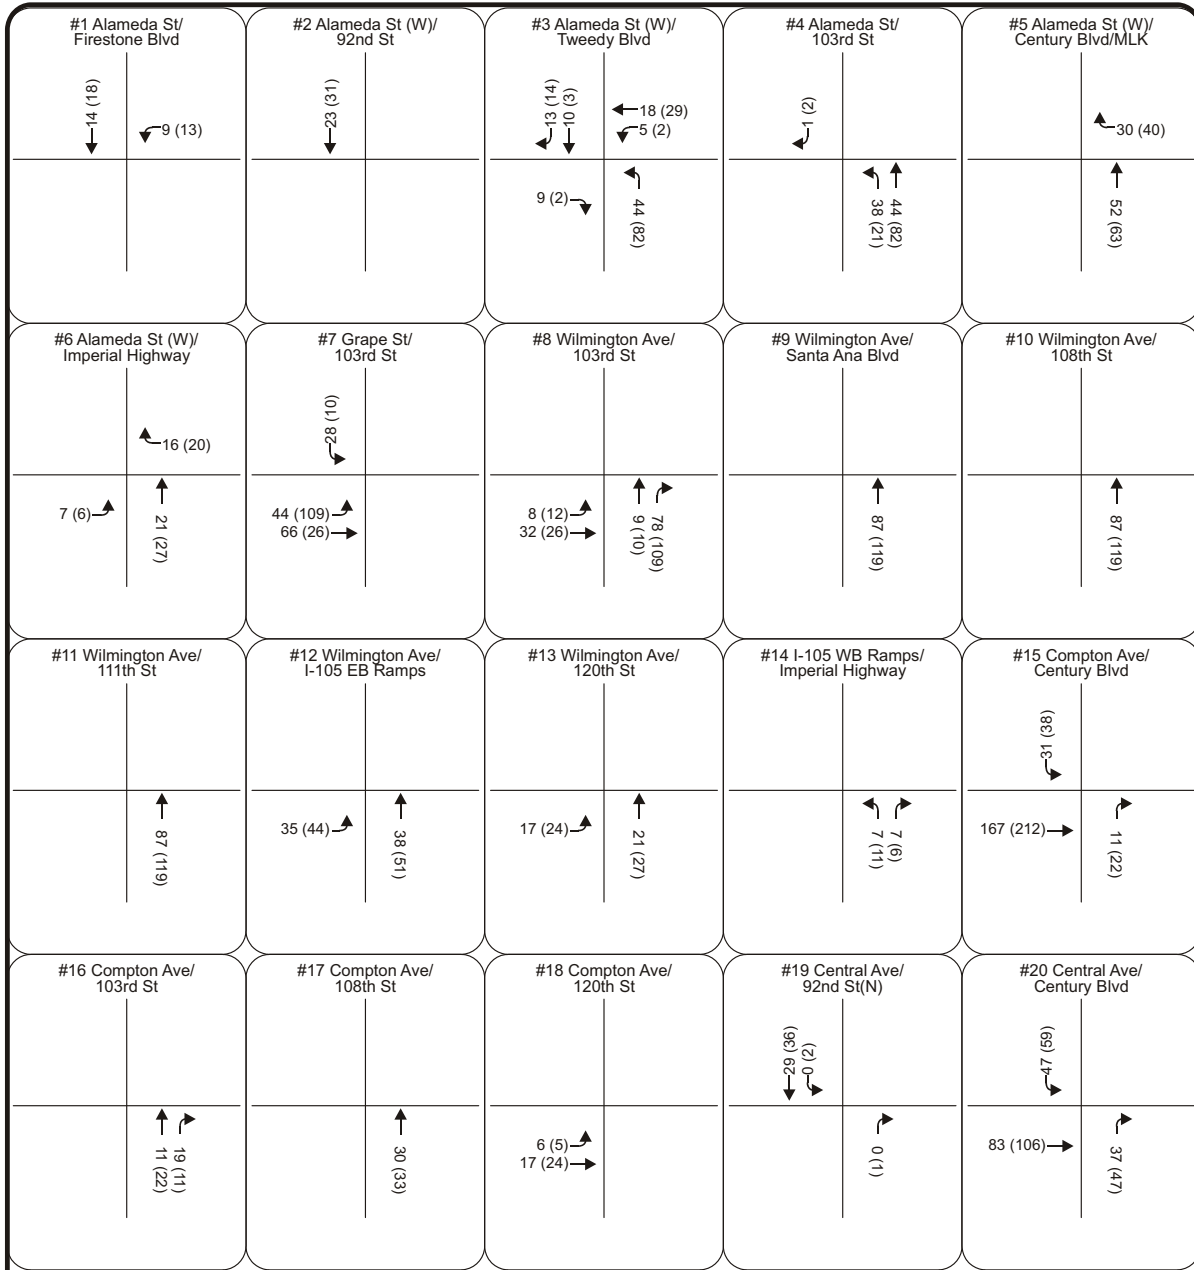 #1 Alameda St/
Firestone Blvd
14 (18)
9 (13)
#2 Alameda St (W)/
92nd St
23 (31)
#3 Alameda St (W)/
Tweedy Blvd
13 (14)
10 (3)
18 (29)
5 (2)
9 (2)
44 (82)
#4 Alameda St/
103rd St
1 (2)
38 (21)
44 (82)
#5 Alameda St (W)/
Century Blvd/MLK
30 (40)
52 (63)
#6 Alameda St (W)/
Imperial Highway
16 (20)
7 (6)
21 (27)
#7 Grape St/
103rd St
28 (10)
44 (109)
66 (26)
#8 Wilmington Ave/
103rd St
8 (12)
32 (26)
9 (10)
78 (109)
#9 Wilmington Ave/
Santa Ana Blvd
87 (119)
#10 Wilmington Ave/
108th St
87 (119)
#11 Wilmington Ave/
111th St
87 (119)
#12 Wilmington Ave/
I-105 EB Ramps
35 (44)
38 (51)
#13 Wilmington Ave/
120th St
17 (24)
21 (27)
#14 I-105 WB Ramps/
Imperial Highway
7 (11)
7 (6)
#15 Compton Ave/
Century Blvd
31 (38)
167 (212)
11 (22)
#16 Compton Ave/
103rd St
11 (22)
19 (11)
#17 Compton Ave/
108th St
30 (33)
#18 Compton Ave/
120th St
6 (5)
17 (24)
#19 Central Ave/
92nd St(N)
29 (36)
0 (2)
0 (1)
#20 Central Ave/
Century Blvd
47 (59)
83 (106)
37 (47)